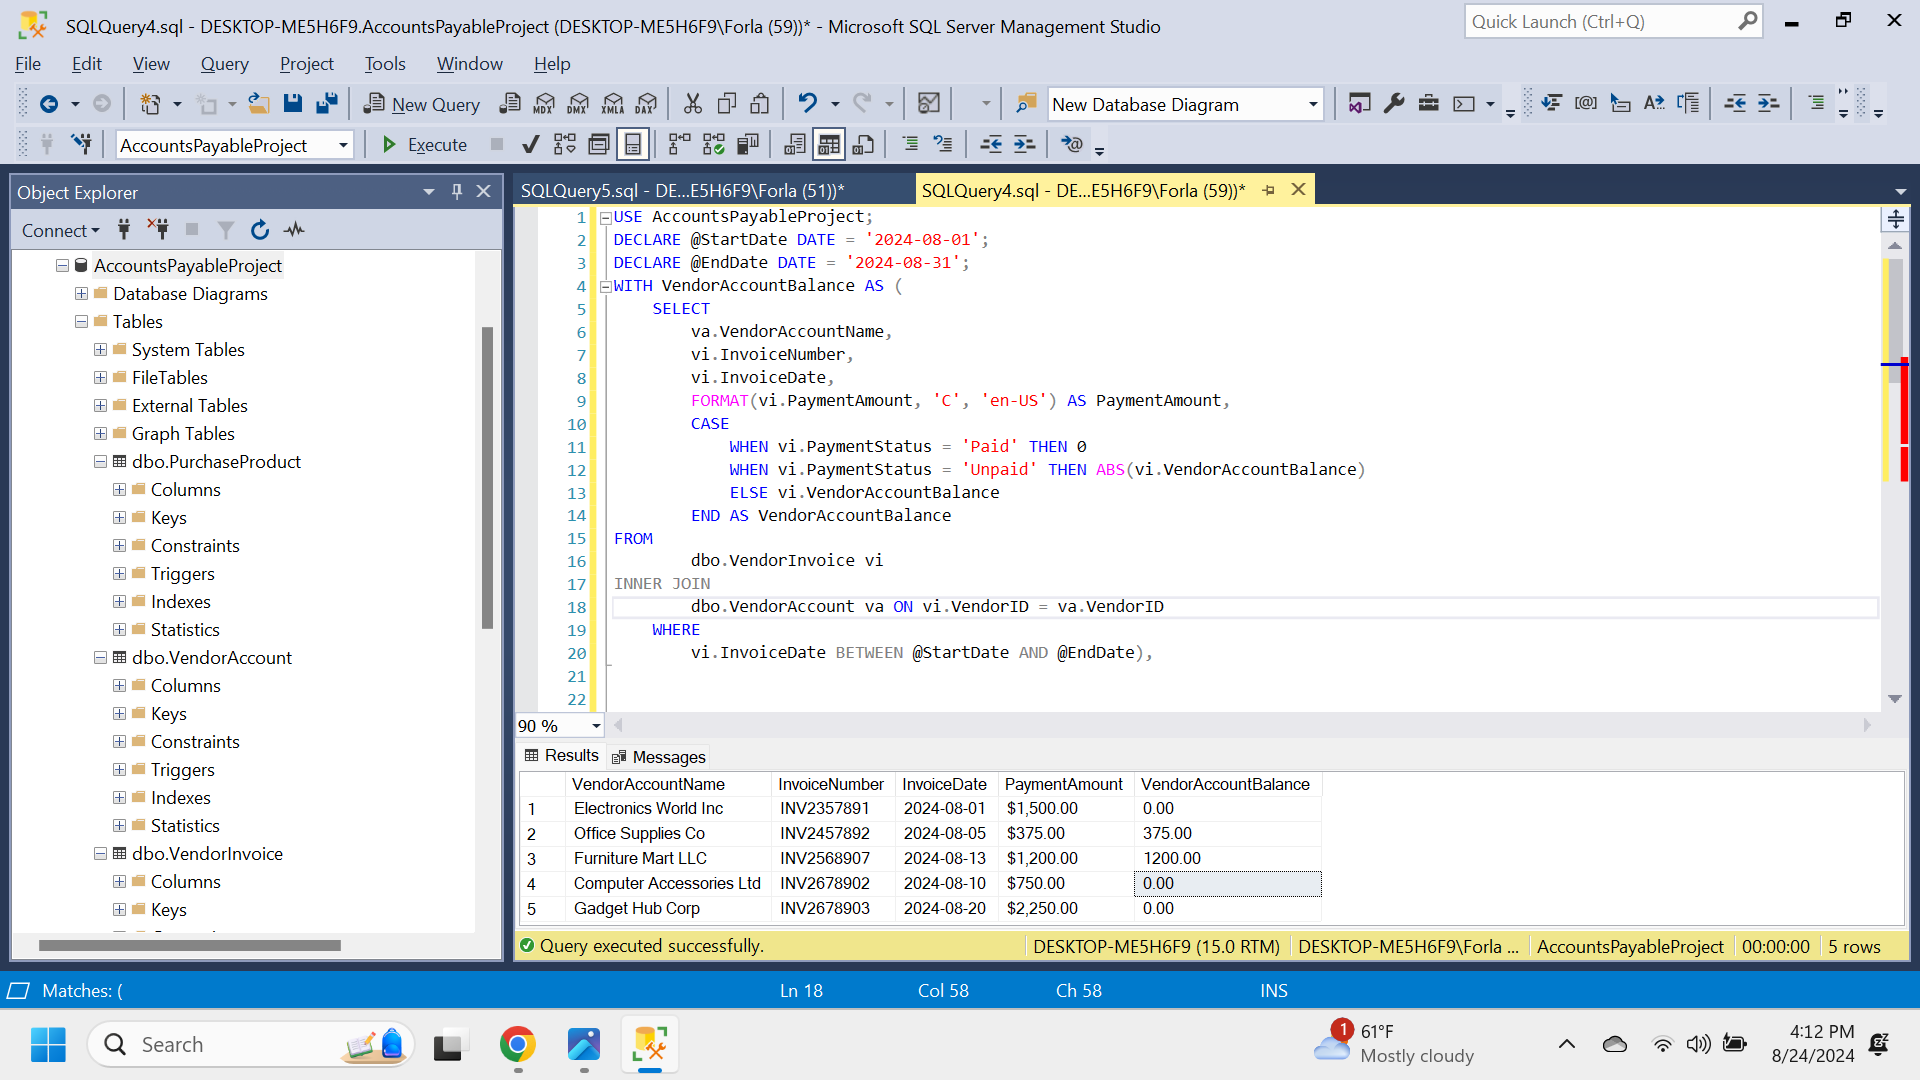 SQLQuery4.sql - DESKTOP-ME5H6F9.AccountsPayableProject (DESKTOP-ME5H6F9\Forla (59))* - Microsoft SQL Server Management Studio
Quick Launch (Ctrl+Q)
File Edit View Query Project Tools Window Help
New Query MDX DMX XMLA DAX New Database Diagram
AccountsPayableProject Execute
Object Explorer
SQLQuery5.sql - DE...E5H6F9\Forla (51))* SQLQuery4.sql - DE...E5H6F9\Forla (59))*
Connect
AccountsPayableProject
Database Diagrams
Tables
System Tables
FileTables
External Tables
Graph Tables
dbo.PurchaseProduct
Columns
Keys
Constraints
Triggers
Indexes
Statistics
dbo.VendorAccount
Columns
Keys
Constraints
Triggers
Indexes
Statistics
dbo.VendorInvoice
Columns
Keys
1 USE AccountsPayableProject;
2 DECLARE @StartDate DATE = '2024-08-01';
3 DECLARE @EndDate DATE = '2024-08-31';
4 WITH VendorAccountBalance AS (
5 SELECT
6 va.VendorAccountName,
7 vi.InvoiceNumber,
8 vi.InvoiceDate,
9 FORMAT(vi.PaymentAmount, 'C', 'en-US') AS PaymentAmount,
10 CASE
11 WHEN vi.PaymentStatus = 'Paid' THEN 0
12 WHEN vi.PaymentStatus = 'Unpaid' THEN ABS(vi.VendorAccountBalance)
13 ELSE vi.VendorAccountBalance
14 END AS VendorAccountBalance
15 FROM
16 dbo.VendorInvoice vi
17 INNER JOIN
18 dbo.VendorAccount va ON vi.VendorID = va.VendorID
19 WHERE
20 vi.InvoiceDate BETWEEN @StartDate AND @EndDate),
21
22
90 %
Results Messages
VendorAccountName InvoiceNumber InvoiceDate PaymentAmount VendorAccountBalance
1 Electronics World Inc INV2357891 2024-08-01 $1,500.00 0.00
2 Office Supplies Co INV2457892 2024-08-05 $375.00 375.00
3 Furniture Mart LLC INV2568907 2024-08-13 $1,200.00 1200.00
4 Computer Accessories Ltd INV2678902 2024-08-10 $750.00 0.00
5 Gadget Hub Corp INV2678903 2024-08-20 $2,250.00 0.00
Query executed successfully. DESKTOP-ME5H6F9 (15.0 RTM) DESKTOP-ME5H6F9\Forla ... AccountsPayableProject 00:00:00 5 rows
Matches: ( Ln 18 Col 58 Ch 58 INS
Search
1 61°F
Mostly cloudy
4:12 PM
8/24/2024